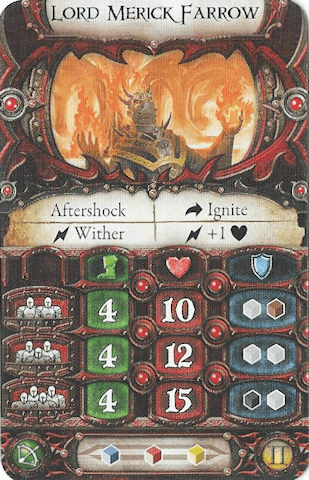 LORD MERICK FARROW
Aftershock
Ignite
Wither
+1
4 10
4 12
4 15
II